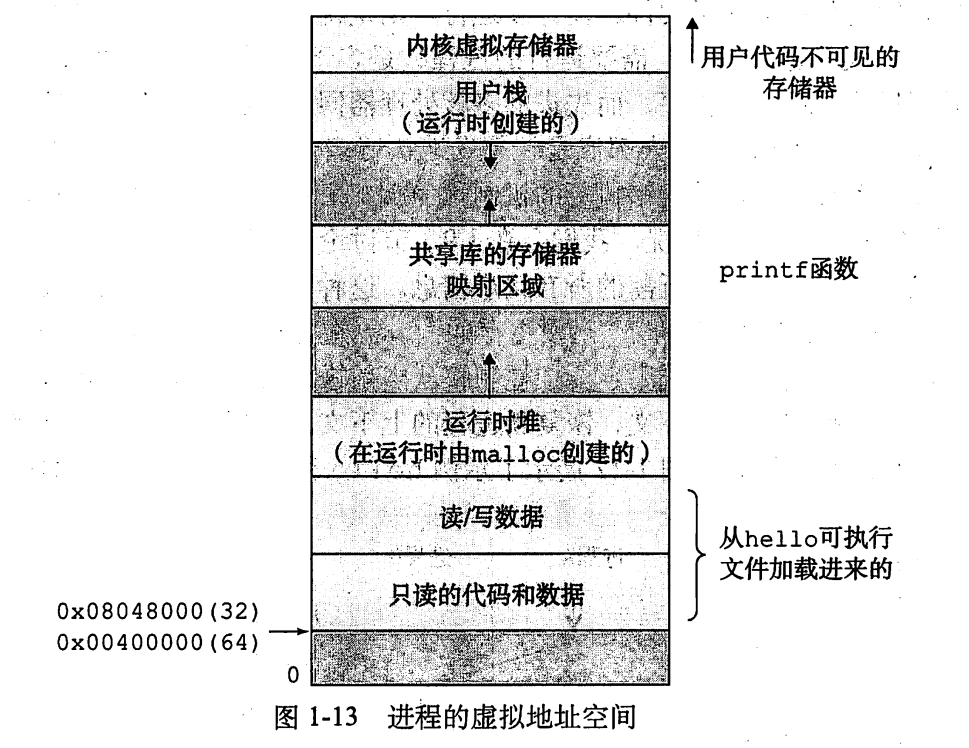 内核虚拟存储器
用户代码不可见的
存储器
用户栈
（运行时创建的）
共享库的存储器
映射区域
printf函数
运行时堆
（在运行时由malloc创建的）
读/写数据
从hello可执行
文件加载进来的
只读的代码和数据
0x08048000(32)
0x00400000(64)
0
图 1-13 进程的虚拟地址空间